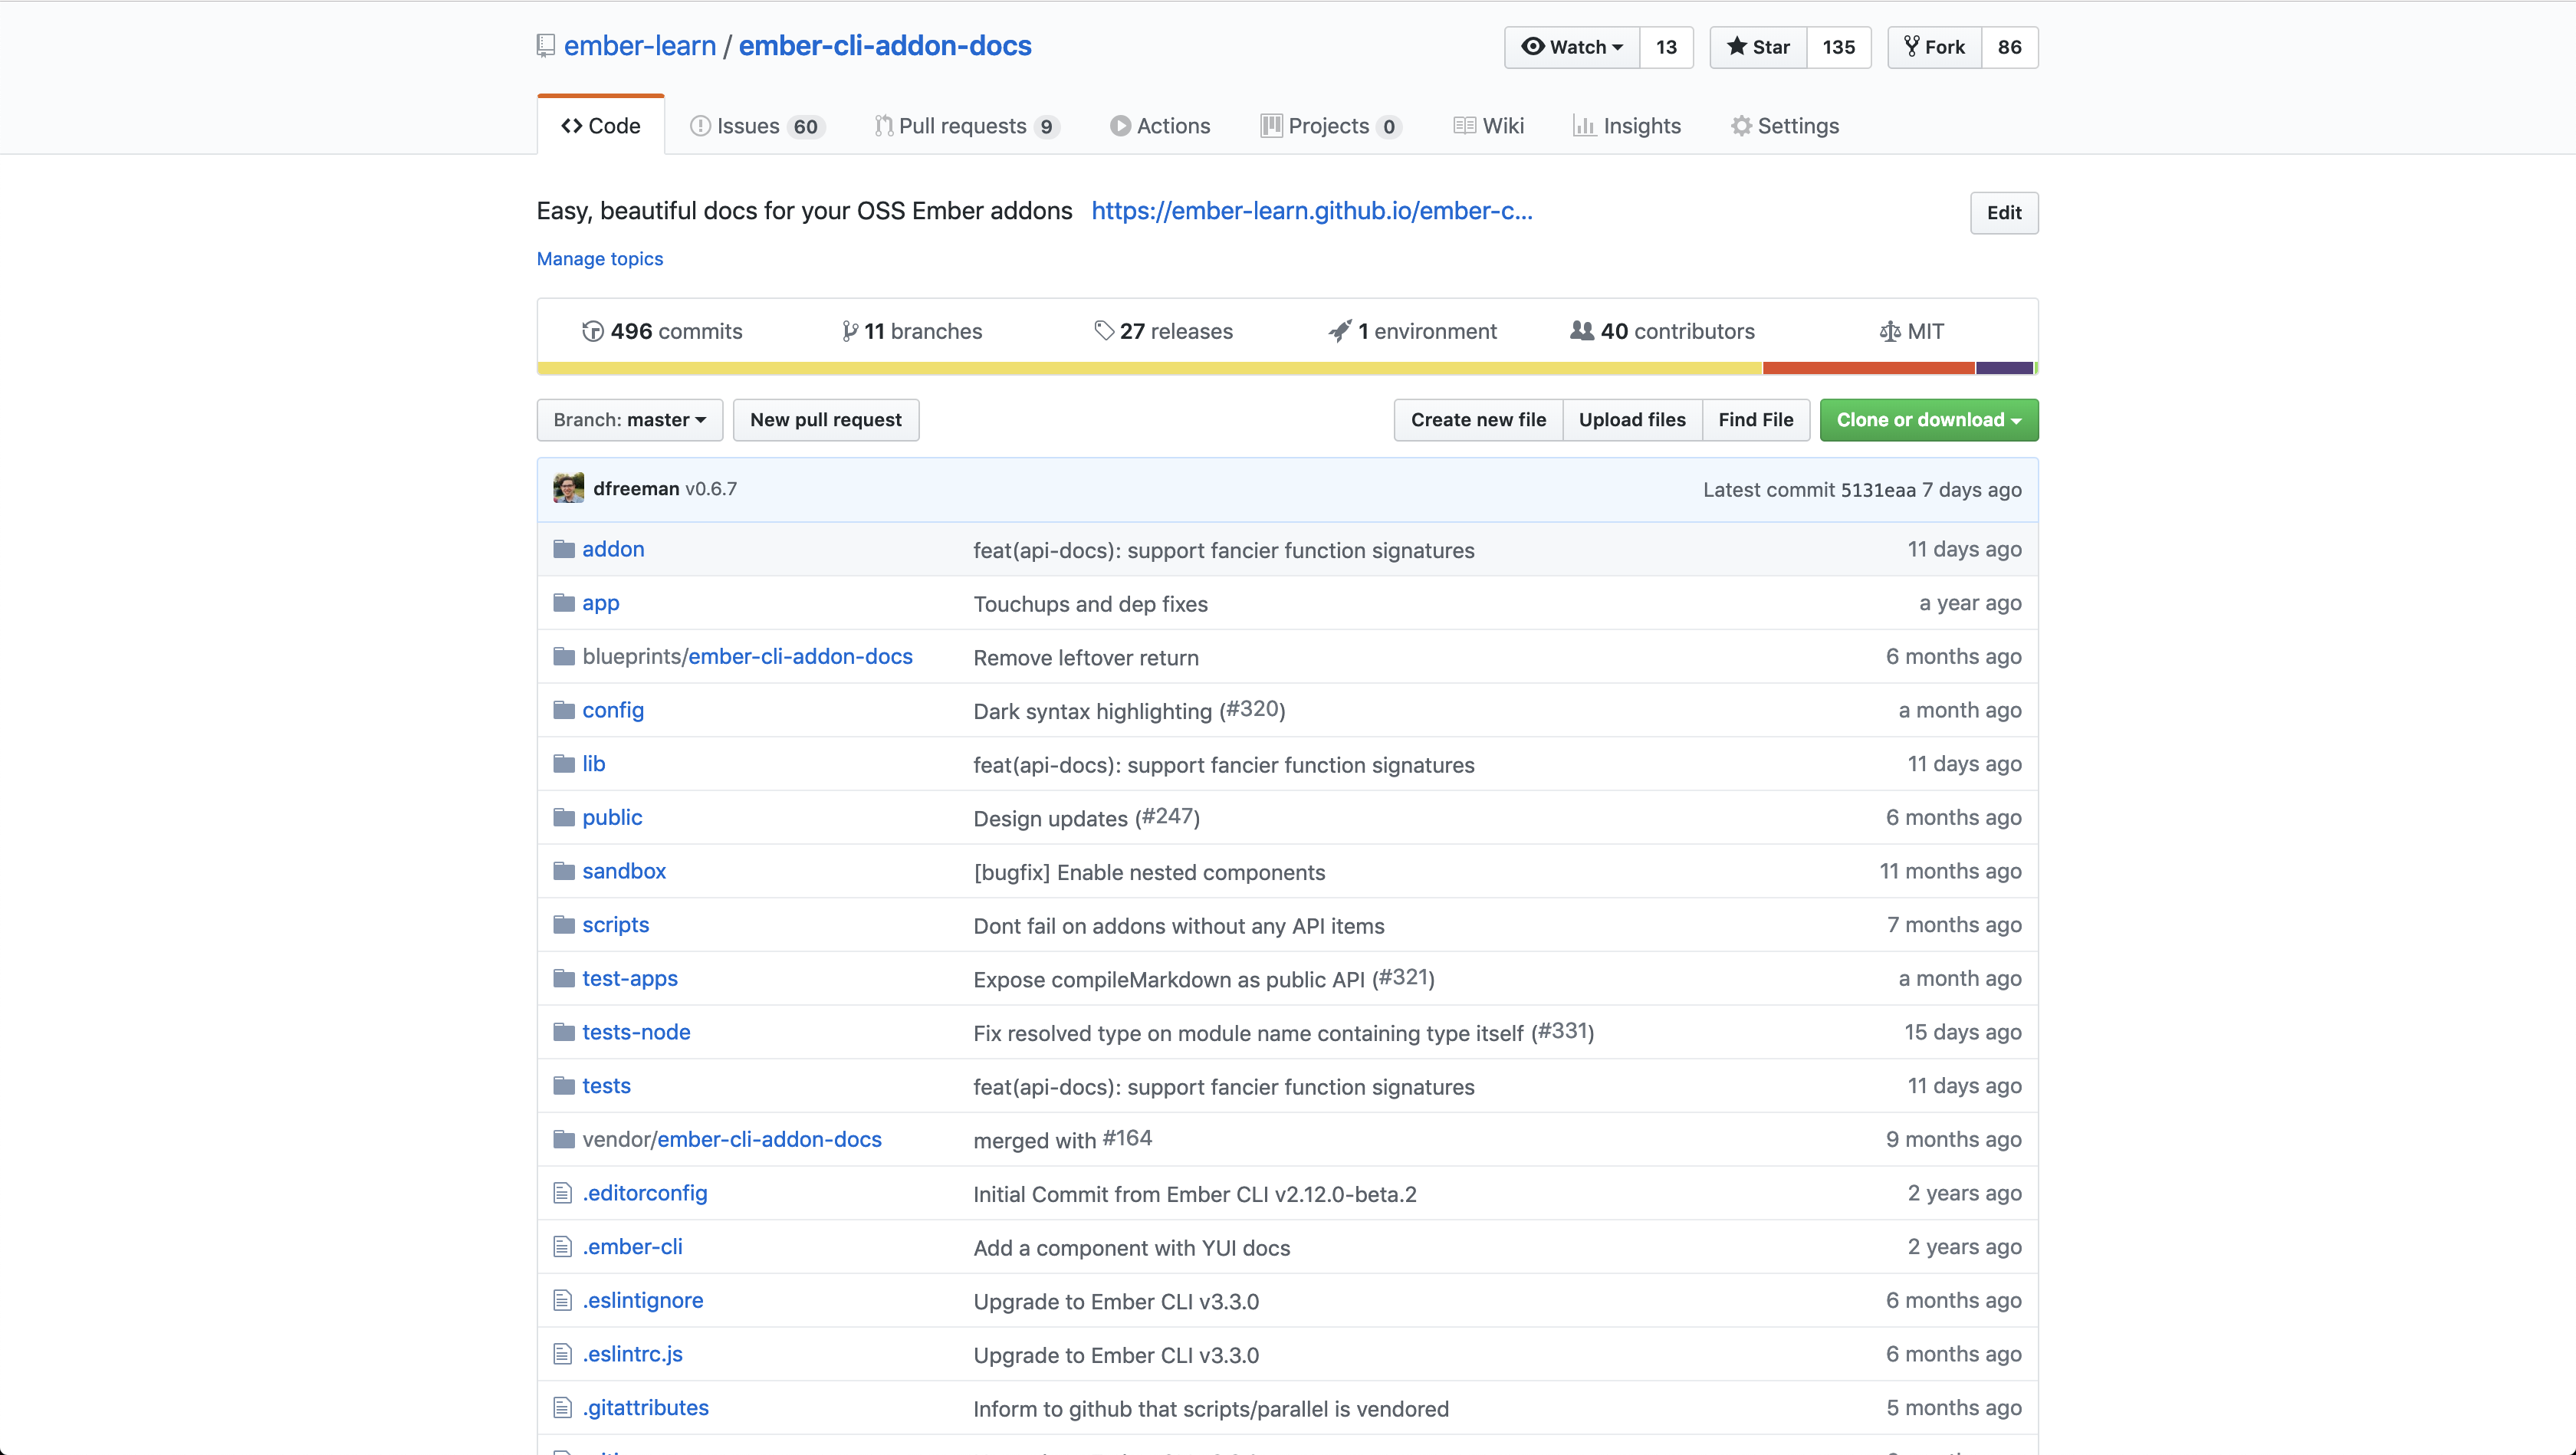 ember-learn / ember-cli-addon-docs Watch 13 Star 135 Fork 86
Code Issues 60 Pull requests 9 Actions Projects 0 Wiki Insights Settings
Easy, beautiful docs for your OSS Ember addons https://ember-learn.github.io/ember-c... Edit
Manage topics
496 commits 11 branches 27 releases 1 environment 40 contributors MIT
Branch: master New pull request Create new file Upload files Find File Clone or download
dfreeman v0.6.7 Latest commit 5131eaa 7 days ago
addon feat(api-docs): support fancier function signatures 11 days ago
app Touchups and dep fixes a year ago
blueprints/ember-cli-addon-docs Remove leftover return 6 months ago
config Dark syntax highlighting (#320) a month ago
lib feat(api-docs): support fancier function signatures 11 days ago
public Design updates (#247) 6 months ago
sandbox [bugfix] Enable nested components 11 months ago
scripts Dont fail on addons without any API items 7 months ago
test-apps Expose compileMarkdown as public API (#321) a month ago
tests-node Fix resolved type on module name containing type itself (#331) 15 days ago
tests feat(api-docs): support fancier function signatures 11 days ago
vendor/ember-cli-addon-docs merged with #164 9 months ago
.editorconfig Initial Commit from Ember CLI v2.12.0-beta.2 2 years ago
.ember-cli Add a component with YUI docs 2 years ago
.eslintignore Upgrade to Ember CLI v3.3.0 6 months ago
.eslintrc.js Upgrade to Ember CLI v3.3.0 6 months ago
.gitattributes Inform to github that scripts/parallel is vendored 5 months ago